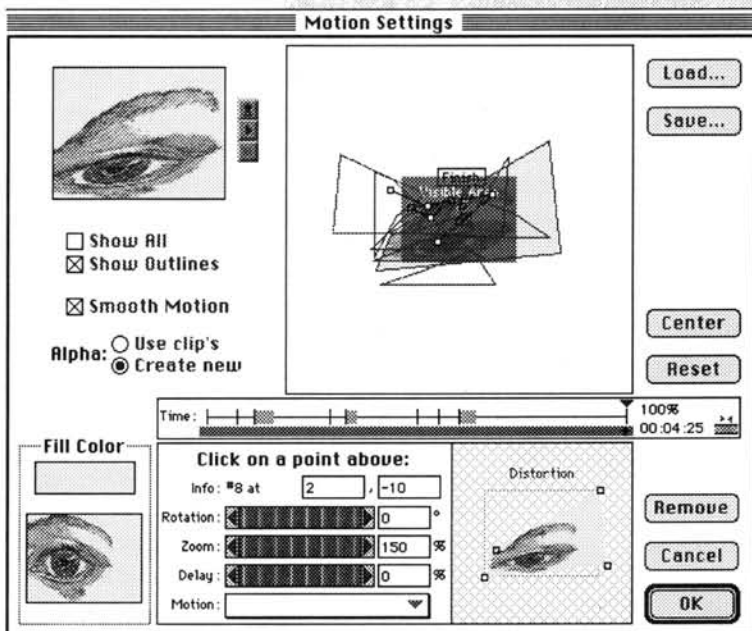 Motion Settings
Load...
Save...
Finish
Visible Area
Show All
Show Outlines
Smooth Motion
Alpha:
Use clip's
Create new
Center
Reset
Time:
100%
00:04:25
Fill Color
Click on a point above:
Info: #8 at 2 , -10
Rotation: 0 °
Zoom: 150 %
Delay: 0 %
Motion:
Distortion
Remove
Cancel
OK